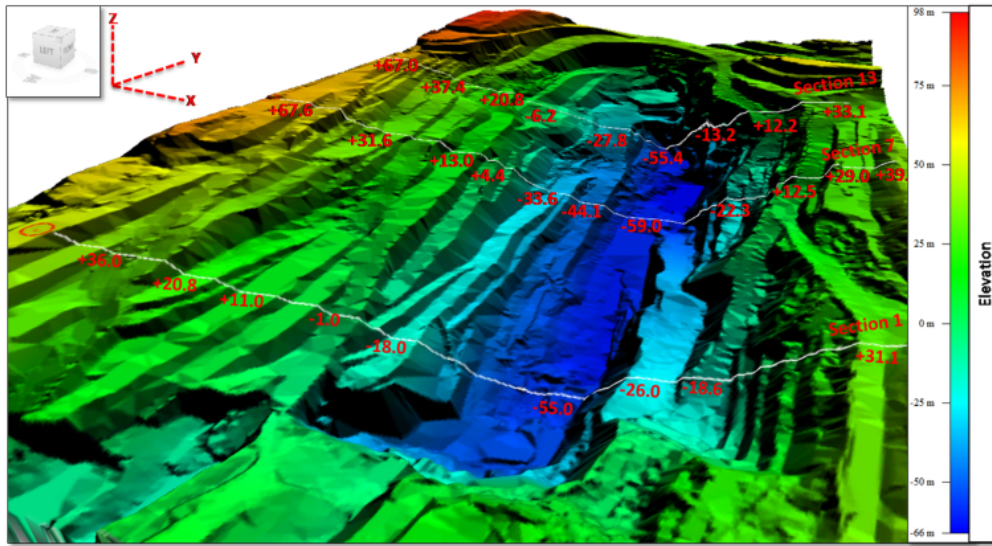 Z
Y
X
LEFT
+67.0
+37.4
+20.8
-6.2
-27.8
-55.4
-13.2
+12.2
+33.1
Section 13
+67.6
+31.6
+13.0
+4.4
-33.6
-44.1
-59.0
-22.3
+12.5
+29.0
+39.
Section 7
+36.0
+20.8
+11.0
-1.0
-18.0
-55.0
-26.0
-18.6
+31.1
Section 1
98 m
75 m
50 m
25 m
0 m
-25 m
-50 m
-66 m
Elevation